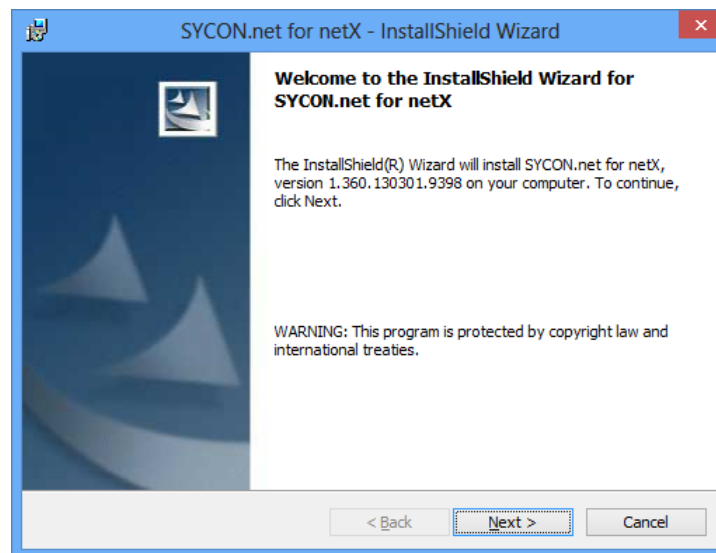 SYCON.net for netX - InstallShield Wizard
Welcome to the InstallShield Wizard for
SYCON.net for netX
The InstallShield(R) Wizard will install SYCON.net for netX,
version 1.360.130301.9398 on your computer. To continue,
click Next.
WARNING: This program is protected by copyright law and
international treaties.
< Back
Next >
Cancel